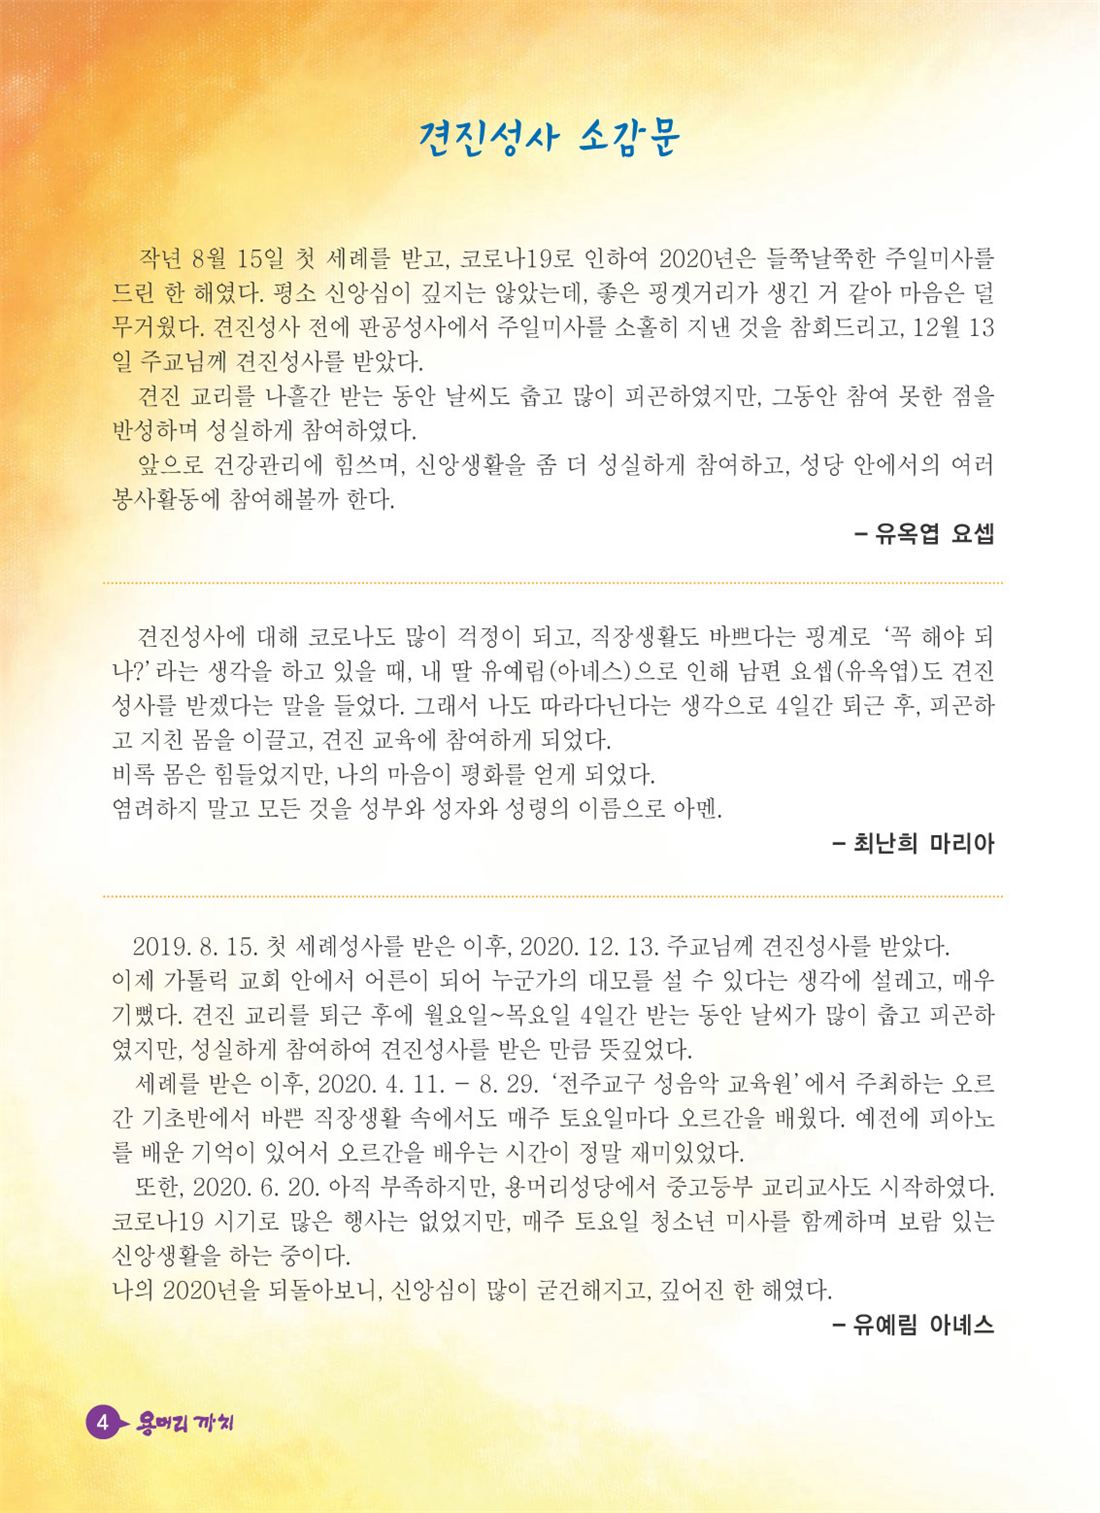 견진성사 소감문
작년 8월 15일 첫 세례를 받고, 코로나19로 인하여 2020년은 들쭉날쭉한 주일미사를
드린 한 해였다. 평소 신앙심이 깊지는 않았는데, 좋은 핑곗거리가 생긴 거 같아 마음은 덜
무거웠다. 견진성사 전에 판공성사에서 주일미사를 소홀히 지낸 것을 참회드리고, 12월 13
일 주교님께 견진성사를 받았다.
견진 교리를 나흘간 받는 동안 날씨도 춥고 많이 피곤하였지만, 그동안 참여 못한 점을
반성하며 성실하게 참여하였다.
앞으로 건강관리에 힘쓰며, 신앙생활을 좀 더 성실하게 참여하고, 성당 안에서의 여러
봉사활동에 참여해볼까 한다.
– 유옥엽 요셉
견진성사에 대해 코로나도 많이 걱정이 되고, 직장생활도 바쁘다는 핑계로 ‘꼭 해야 되
나?’라는 생각을 하고 있을 때, 내 딸 유예림(아녜스)으로 인해 남편 요셉(유옥엽)도 견진
성사를 받겠다는 말을 들었다. 그래서 나도 따라다닌다는 생각으로 4일간 퇴근 후, 피곤하
고 지친 몸을 이끌고, 견진 교육에 참여하게 되었다.
비록 몸은 힘들었지만, 나의 마음이 평화를 얻게 되었다.
염려하지 말고 모든 것을 성부와 성자와 성령의 이름으로 아멘.
– 최난희 마리아
2019. 8. 15. 첫 세례성사를 받은 이후, 2020. 12. 13. 주교님께 견진성사를 받았다.
이제 가톨릭 교회 안에서 어른이 되어 누군가의 대모를 설 수 있다는 생각에 설레고, 매우
기뻤다. 견진 교리를 퇴근 후에 월요일~목요일 4일간 받는 동안 날씨가 많이 춥고 피곤하
였지만, 성실하게 참여하여 견진성사를 받은 만큼 뜻깊었다.
세례를 받은 이후, 2020. 4. 11. – 8. 29. ‘전주교구 성음악 교육원’에서 주최하는 오르
간 기초반에서 바쁜 직장생활 속에서도 매주 토요일마다 오르간을 배웠다. 예전에 피아노
를 배운 기억이 있어서 오르간을 배우는 시간이 정말 재미있었다.
또한, 2020. 6. 20. 아직 부족하지만, 용머리성당에서 중고등부 교리교사도 시작하였다.
코로나19 시기로 많은 행사는 없었지만, 매주 토요일 청소년 미사를 함께하며 보람 있는
신앙생활을 하는 중이다.
나의 2020년을 되돌아보니, 신앙심이 많이 굳건해지고, 깊어진 한 해였다.
– 유예림 아녜스
4 용머리 까치